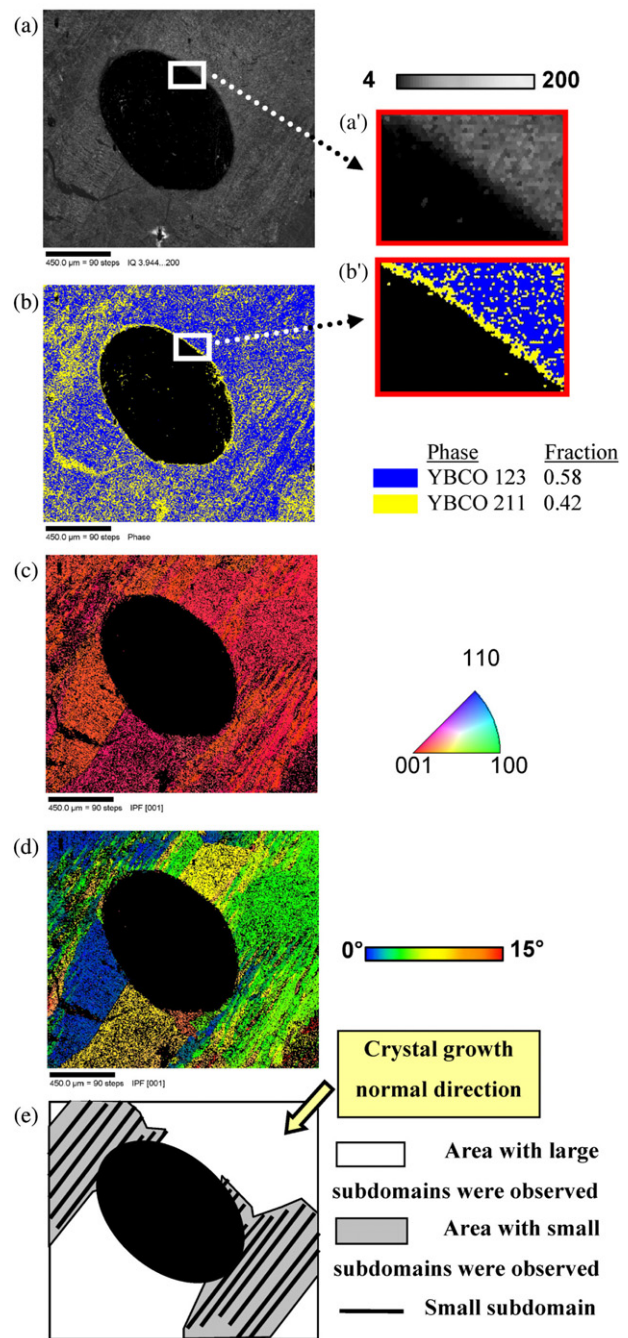 (a)
4 200
(a')
450.0 µm = 90 steps IQ 3.944...200
(b)
(b')
Phase Fraction
YBCO 123 0.58
YBCO 211 0.42
450.0 µm = 90 steps Phase
(c)
110
001 100
450.0 µm = 90 steps IPF [001]
(d)
0° 15°
450.0 µm = 90 steps IPF [001]
Crystal growth
normal direction
(e)
Area with large
subdomains were observed
Area with small
subdomains were observed
Small subdomain